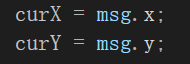 curX = msg.x;
curY = msg.y;